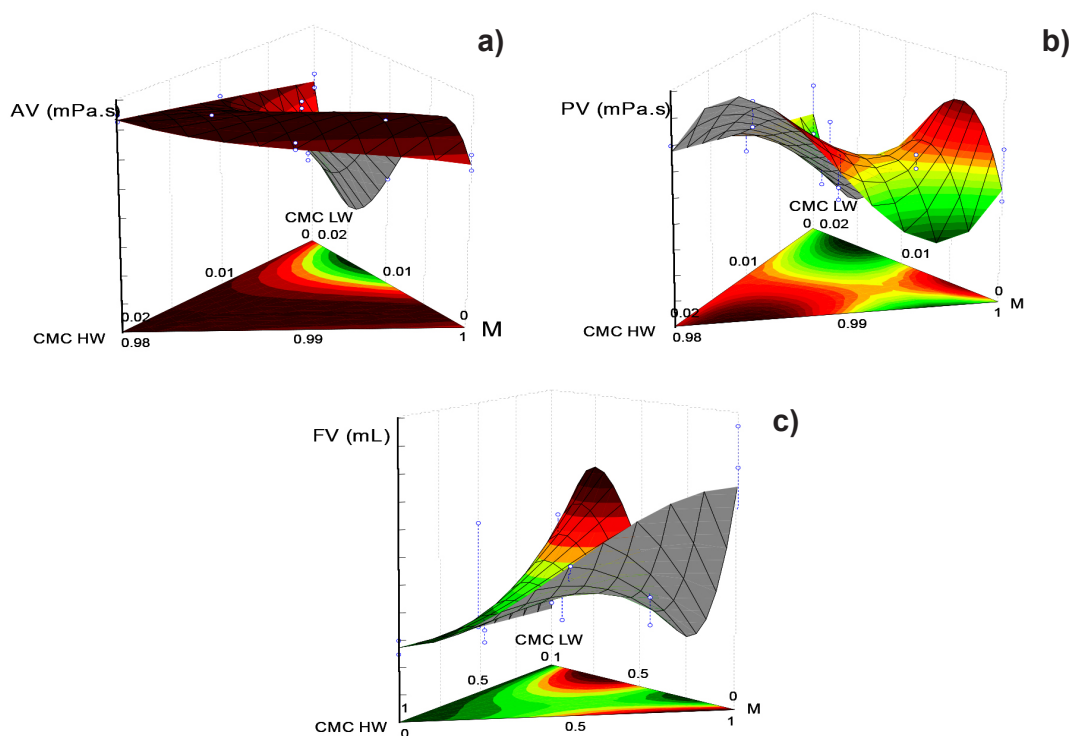 a)
AV (mPa.s)
CMC LW
0 0.02
0.01
0.01
0.02
0
CMC HW
0.98
0.99
1
M
b)
PV (mPa.s)
CMC LW
0 0.02
0.01
0.01
0.02
0
CMC HW
0.98
0.99
1
M
c)
FV (mL)
CMC LW
0 1
0.5
0.5
1
0
CMC HW
0
0.5
1
M